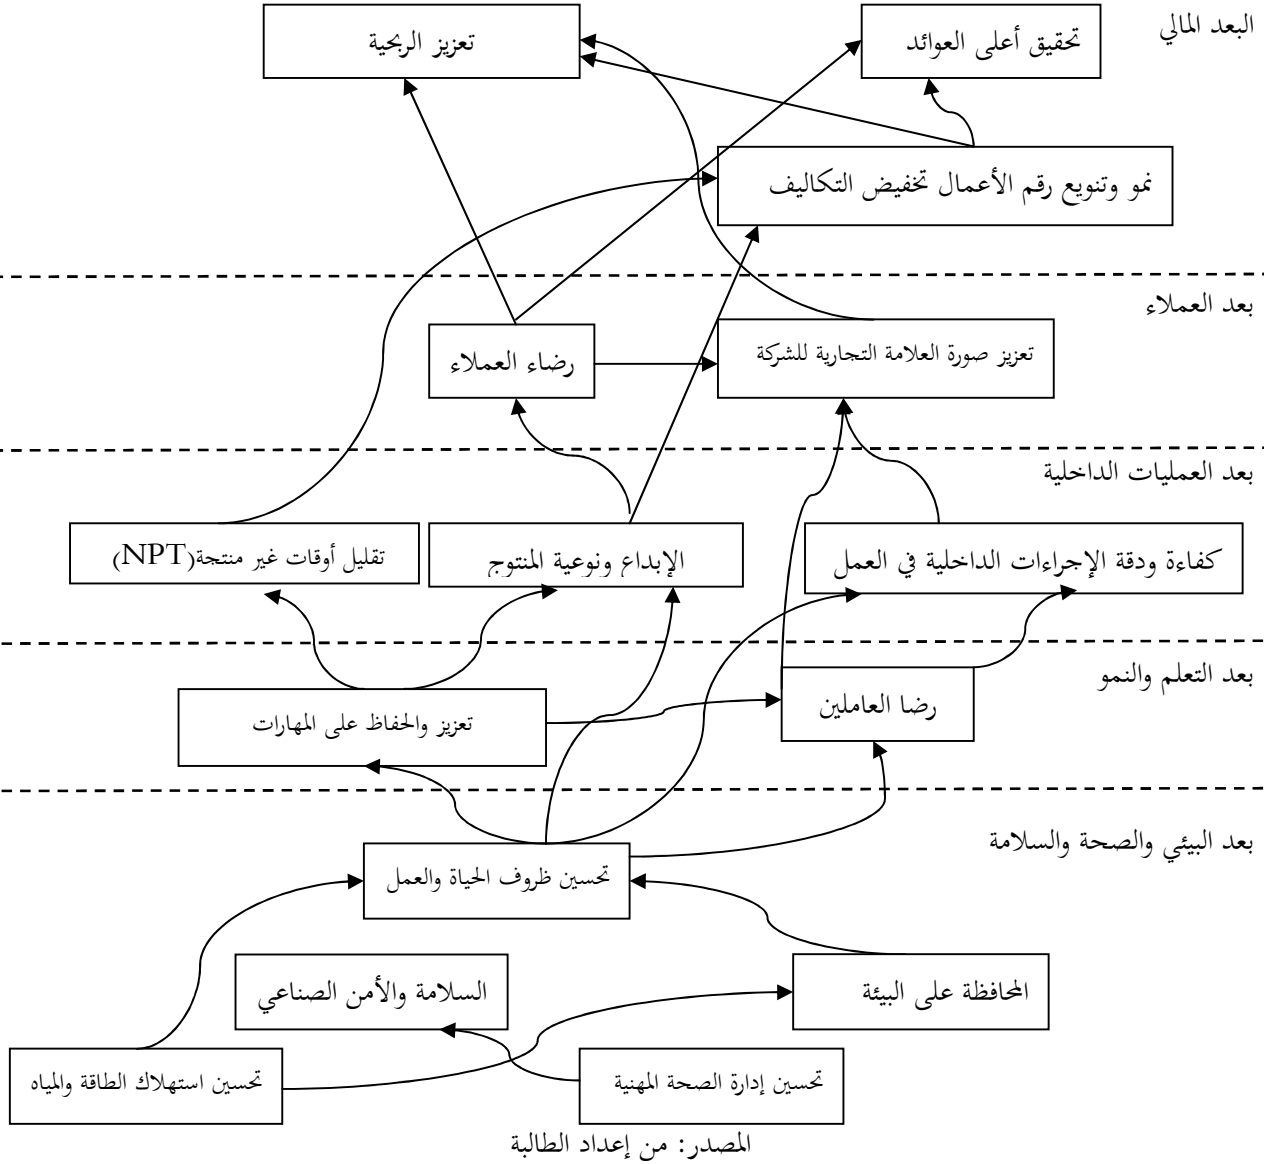 البعد المالي
تحقيق أعلى العوائد
تعزيز الربحية
نمو وتنويع رقم الأعمال تخفيض التكاليف
بعد العملاء
تعزيز صورة العلامة التجارية للشركة
رضاء العملاء
بعد العمليات الداخلية
كفاءة ودقة الإجراءات الداخلية في العمل
الإبداع ونوعية المنتوج
تقليل أوقات غير منتجة(NPT)
بعد التعلم والنمو
رضا العاملين
تعزيز والحفاظ على المهارات
بعد البيئي والصحة والسلامة
تحسين ظروف الحياة والعمل
المحافظة على البيئة
السلامة والأمن الصناعي
تحسين إدارة الصحة المهنية
تحسين استهلاك الطاقة والمياه
المصدر: من إعداد الطالبة